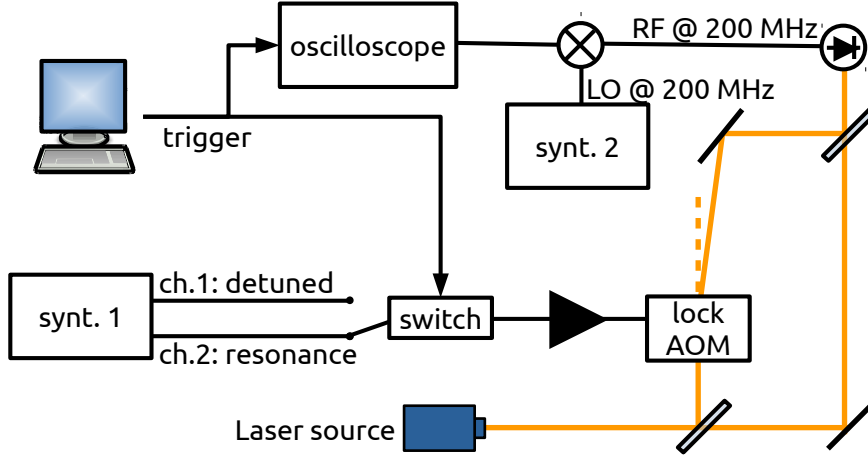 oscilloscope
RF @ 200 MHz
LO @ 200 MHz
trigger
synt. 2
ch.1: detuned
synt. 1
switch
lock
AOM
ch.2: resonance
Laser source